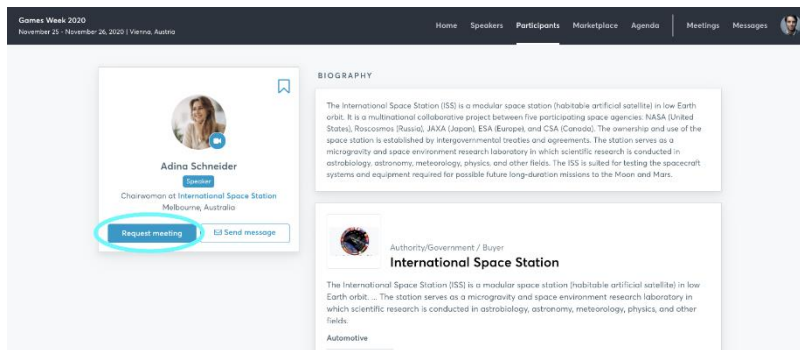 Games Week 2020
November 25 - November 26, 2020 | Vienna, Austria
Home Speakers Participants Marketplace Agenda Meetings Messages
Adina Schneider
Speaker
Chairwoman at International Space Station
Melbourne, Australia
Request meeting Send message
BIOGRAPHY
The International Space Station (ISS) is a modular space station (habitable artificial satellite) in low Earth
orbit. It is a multinational collaborative project between five participating space agencies: NASA (United
States), Roscosmos (Russia), JAXA (Japan), ESA (Europe), and CSA (Canada). The ownership and use of the
space station is established by intergovernmental treaties and agreements. The station serves as a
microgravity and space environment research laboratory in which scientific research is conducted in
astrobiology, astronomy, meteorology, physics, and other fields. The ISS is suited for testing the spacecraft
systems and equipment required for possible future long-duration missions to the Moon and Mars.
Authority/Government / Buyer
International Space Station
The International Space Station (ISS) is a modular space station (habitable artificial satellite) in low
Earth orbit. ... The station serves as a microgravity and space environment research laboratory in
which scientific research is conducted in astrobiology, astronomy, meteorology, physics, and other
fields.
Automotive